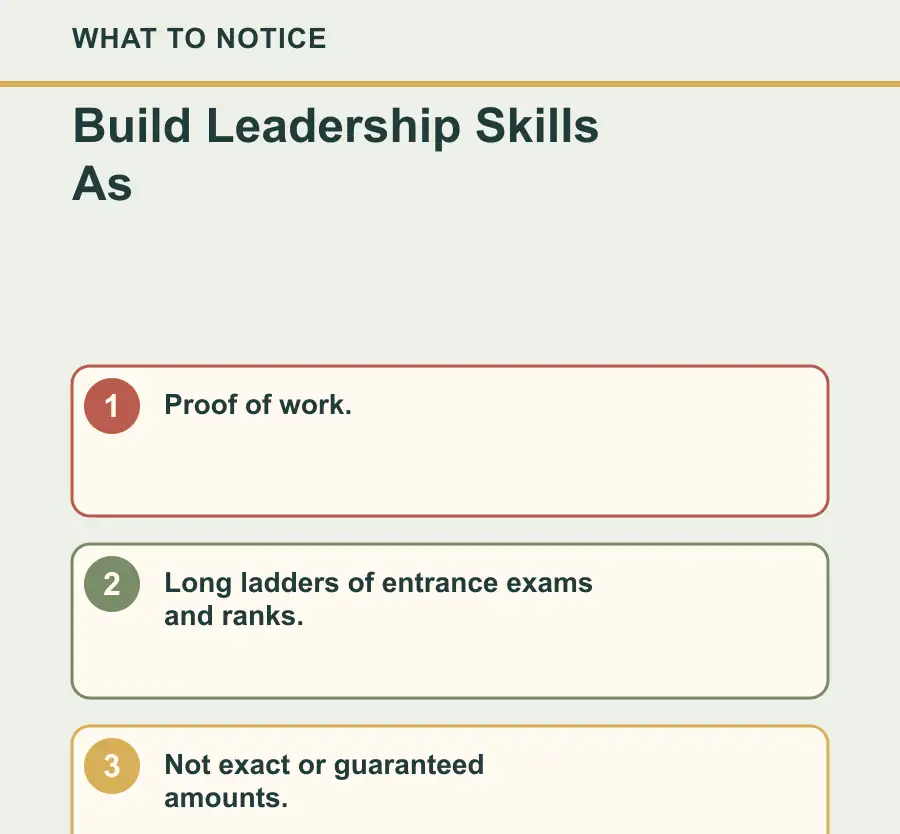 WHAT TO NOTICE
Build Leadership Skills
As
1
Proof of work.
2
Long ladders of entrance exams
and ranks.
3
Not exact or guaranteed
amounts.